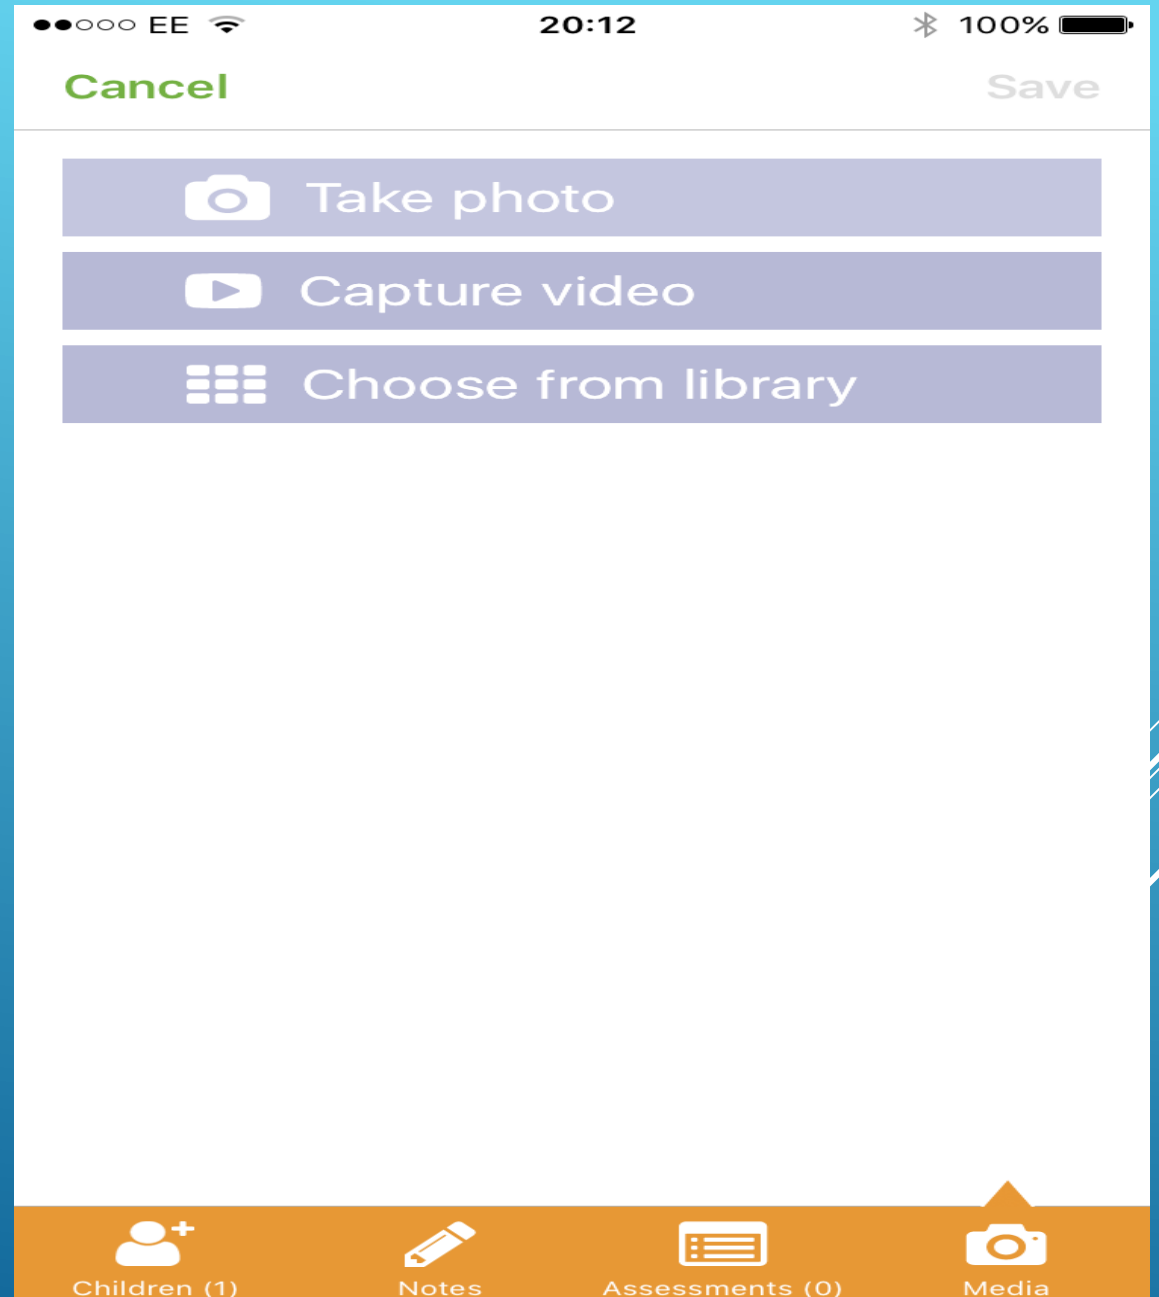 EE 20:12 100%
Cancel Save
Take photo
Capture video
Choose from library
Children (1) Notes Assessments (0) Media